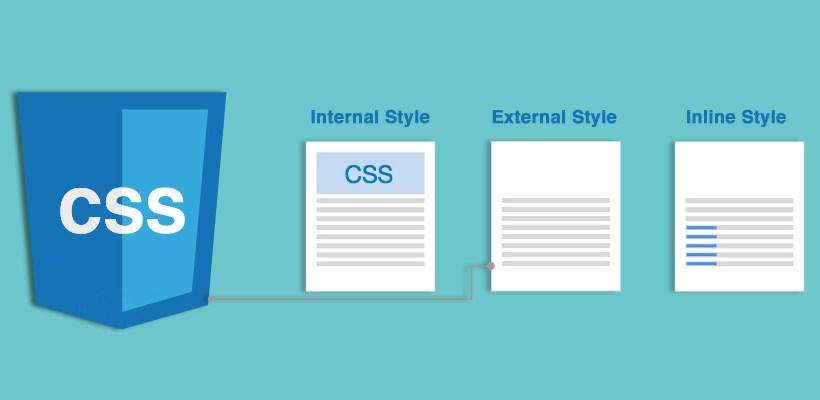 CSS
Internal Style
External Style
Inline Style
CSS